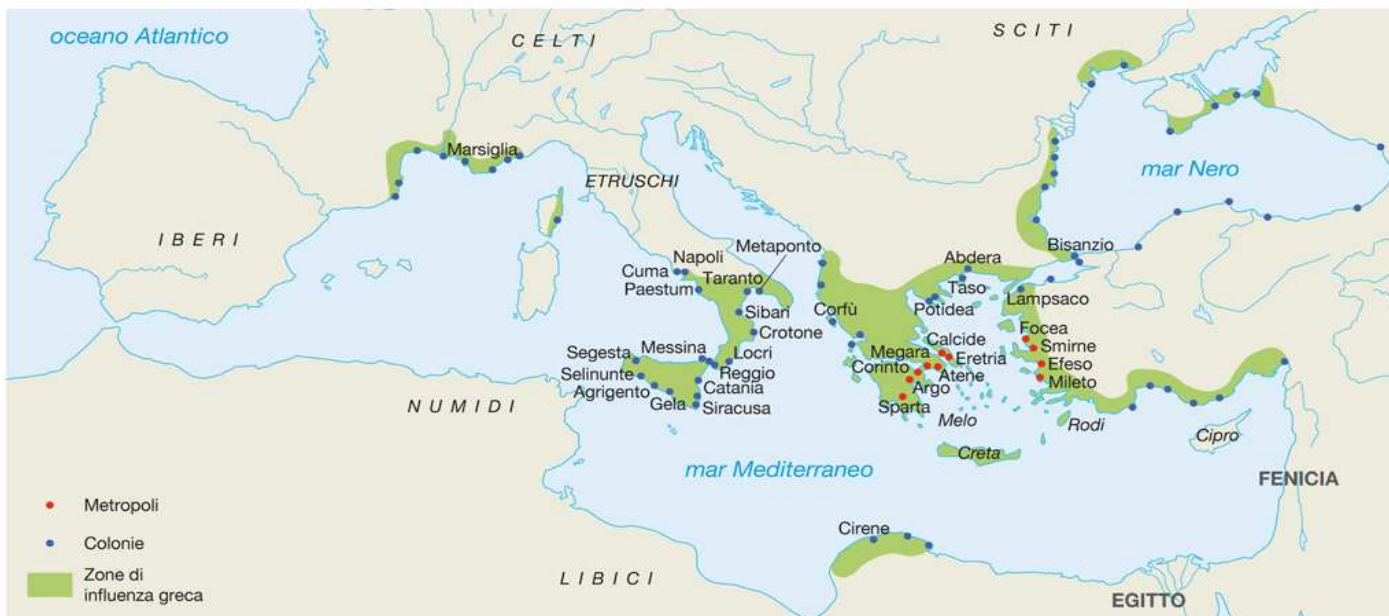 oceano Atlantico
CELTI
SCITI
Marsiglia
ETRUSCHI
mar Nero
IBERI
Metaponto
Bisanzio
Napoli
Abdera
Cuma
Taranto
Taso
Paestum
Lampsaco
Corfù
Potidea
Sibari
Focea
Crotone
Calcide
Smirne
Segesta
Messina
Locri
Megara
Eretria
Selinunte
Reggio
Corinto
Atene
Efeso
Agrigento
Catania
Argo
Mileto
NUMIDI
Gela
Siracusa
Sparta
Melo
Rodi
Cipro
Creta
mar Mediterraneo
FENICIA
Metropoli
Cirene
Colonie
Zone di
influenza greca
LIBICI
EGITTO